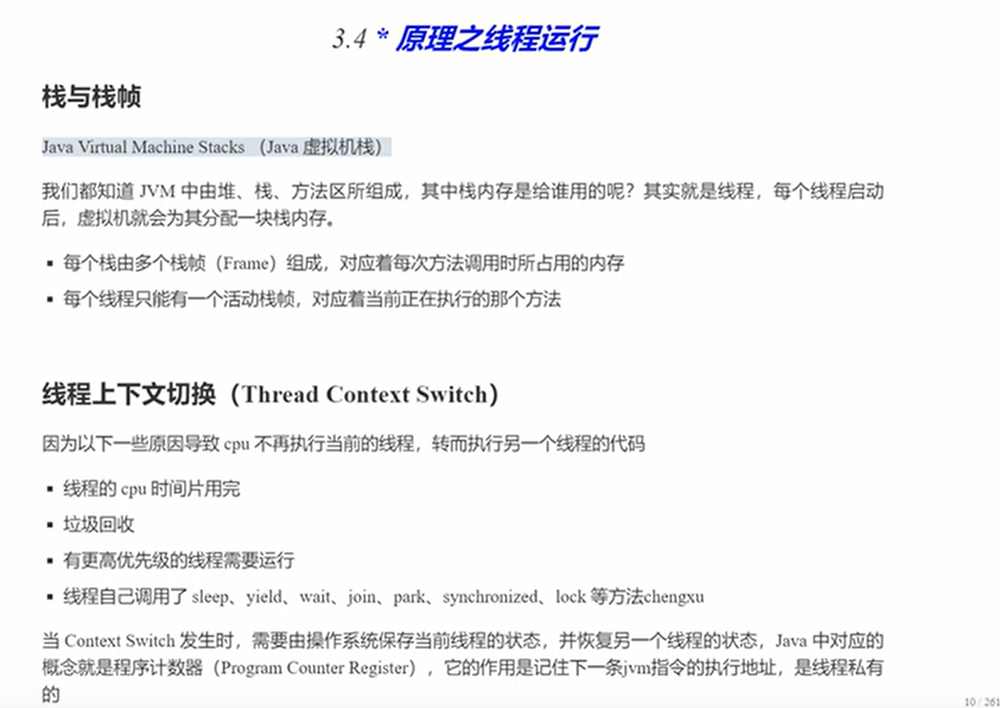 3.4 * 原理之线程运行
栈与栈帧
Java Virtual Machine Stacks （Java 虚拟机栈）
我们都知道 JVM 中由堆、栈、方法区所组成，其中栈内存是给谁用的呢？其实就是线程，每个线程启动
后，虚拟机就会为其分配一块栈内存。
▪ 每个栈由多个栈帧（Frame）组成，对应着每次方法调用时所占用的内存
▪ 每个线程只能有一个活动栈帧，对应着当前正在执行的那个方法
线程上下文切换（Thread Context Switch）
因为以下一些原因导致 cpu 不再执行当前的线程，转而执行另一个线程的代码
▪ 线程的 cpu 时间片用完
▪ 垃圾回收
▪ 有更高优先级的线程需要运行
▪ 线程自己调用了 sleep、yield、wait、join、park、synchronized、lock 等方法chengxu
当 Context Switch 发生时，需要由操作系统保存当前线程的状态，并恢复另一个线程的状态，Java 中对应的
概念就是程序计数器（Program Counter Register），它的作用是记住下一条jvm指令的执行地址，是线程私有
的
10 / 261